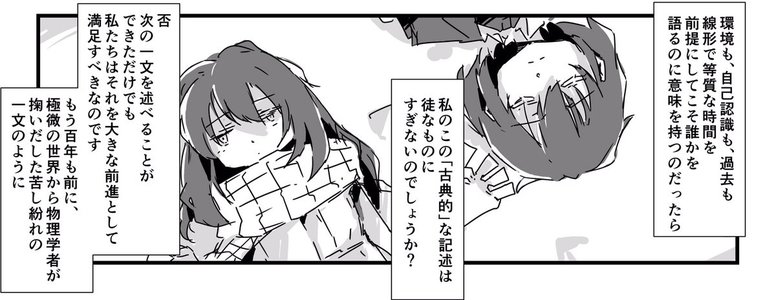 環境も、自己認識も、過去も
線形で等質な時間を
前提にしてこそ誰かを
語るのに意味を持つのだったら
私のこの「古典的」な記述は
徒なものに
すぎないのでしょうか？
否
次の一文を述べることが
できただけでも
私たちはそれを大きな前進として
満足すべきなのです
もう百年も前に、
極微の世界から物理学者が
掬いだした苦し紛れの
一文のように